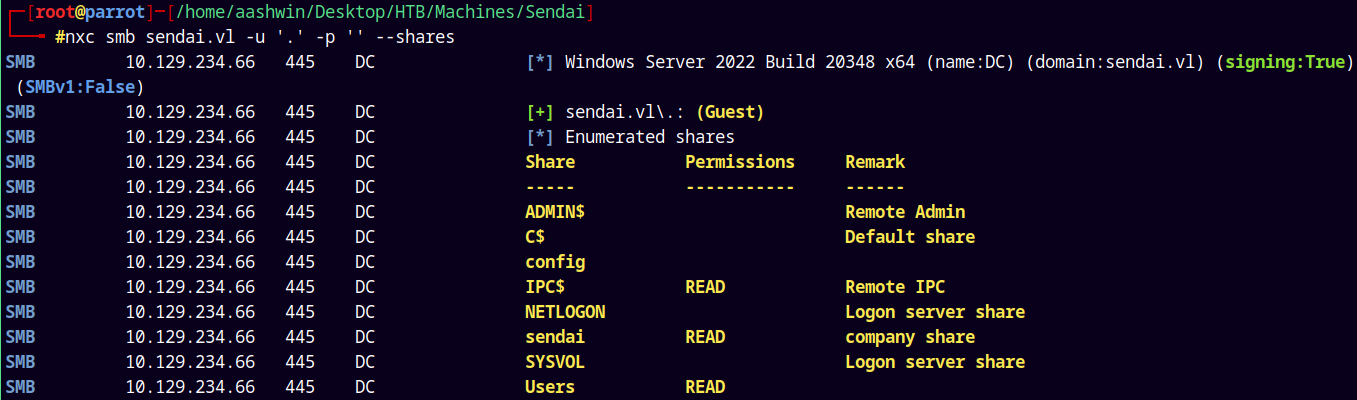 ┌─[root@parrot]─[/home/aashwin/Desktop/HTB/Machines/Sendai]
└──╼ #nxc smb sendai.vl -u '.' -p '' --shares
SMB 10.129.234.66 445 DC [*] Windows Server 2022 Build 20348 x64 (name:DC) (domain:sendai.vl) (signing:True)
(SMBv1:False)
SMB 10.129.234.66 445 DC [+] sendai.vl\.: (Guest)
SMB 10.129.234.66 445 DC [*] Enumerated shares
SMB 10.129.234.66 445 DC Share Permissions Remark
SMB 10.129.234.66 445 DC ----- ----------- ------
SMB 10.129.234.66 445 DC ADMIN$ Remote Admin
SMB 10.129.234.66 445 DC C$ Default share
SMB 10.129.234.66 445 DC config
SMB 10.129.234.66 445 DC IPC$ READ Remote IPC
SMB 10.129.234.66 445 DC NETLOGON Logon server share
SMB 10.129.234.66 445 DC sendai READ company share
SMB 10.129.234.66 445 DC SYSVOL Logon server share
SMB 10.129.234.66 445 DC Users READ